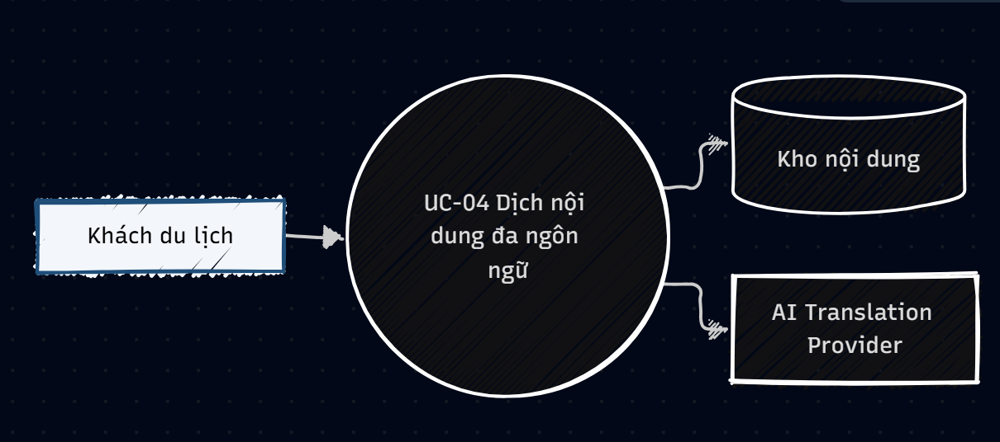 Khách du lịch
UC-04 Dịch nội
dung đa ngôn
ngữ
Kho nội dung
AI Translation
Provider